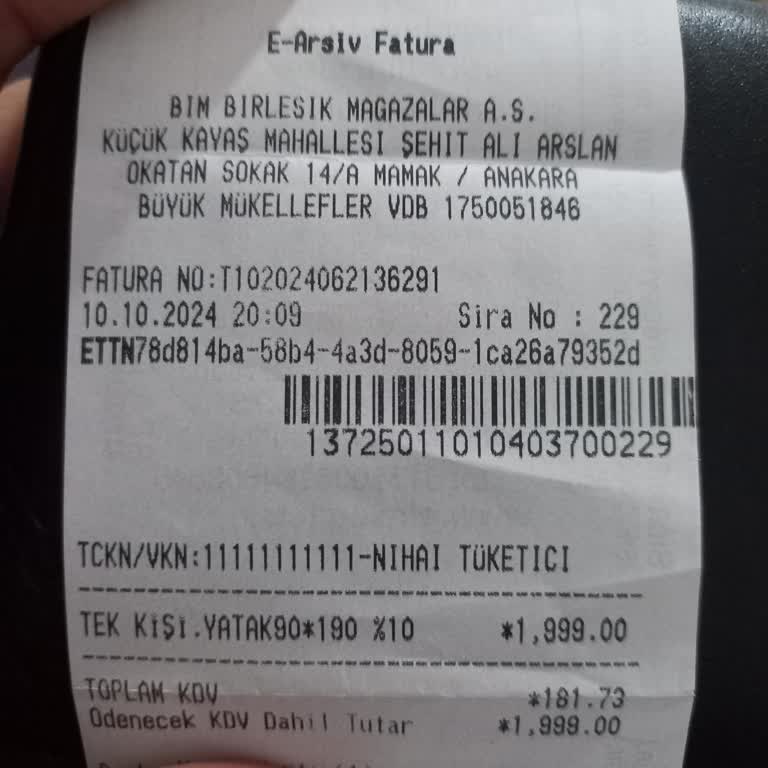 E-Arsiv Fatura
BIM BIRLESIK MAGAZALAR A.S.
KÜÇÜK KAYAŞ MAHALLESI ŞEHIT ALI ARSLAN
OKATAN SOKAK 14/A MAMAK / ANAKARA
BÜYÜK MÜKELLEFLER VDB 1750051846
FATURA NO:T102024062136291
10.10.2024 20:09 Sira No : 229
ETTN78d814ba-58b4-4a3d-8059-1ca26a79352d
13725011010403700229
TCKN/VKN:11111111111-NIHAI TÜKETICI
TEK KİŞİ.YATAK90*190 %10 *1,999.00
TOPLAM KDV *181.73
Odenecek KDV Dahil Tutar *1,999.00